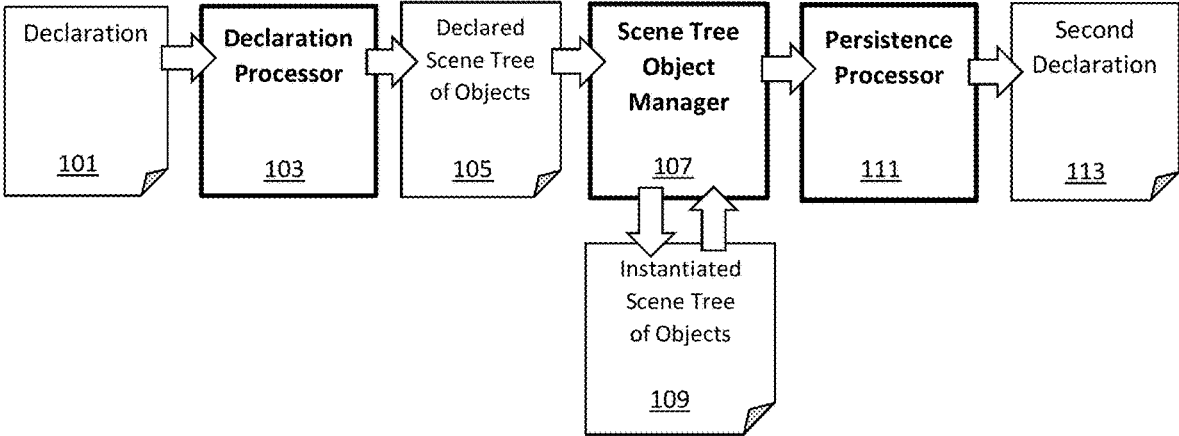 Declaration
101
Declaration
Processor
103
Declared
Scene Tree
of Objects
105
Scene Tree
Object
Manager
107
Persistence
Processor
111
Second
Declaration
113
Instantiated
Scene Tree
of Objects
109